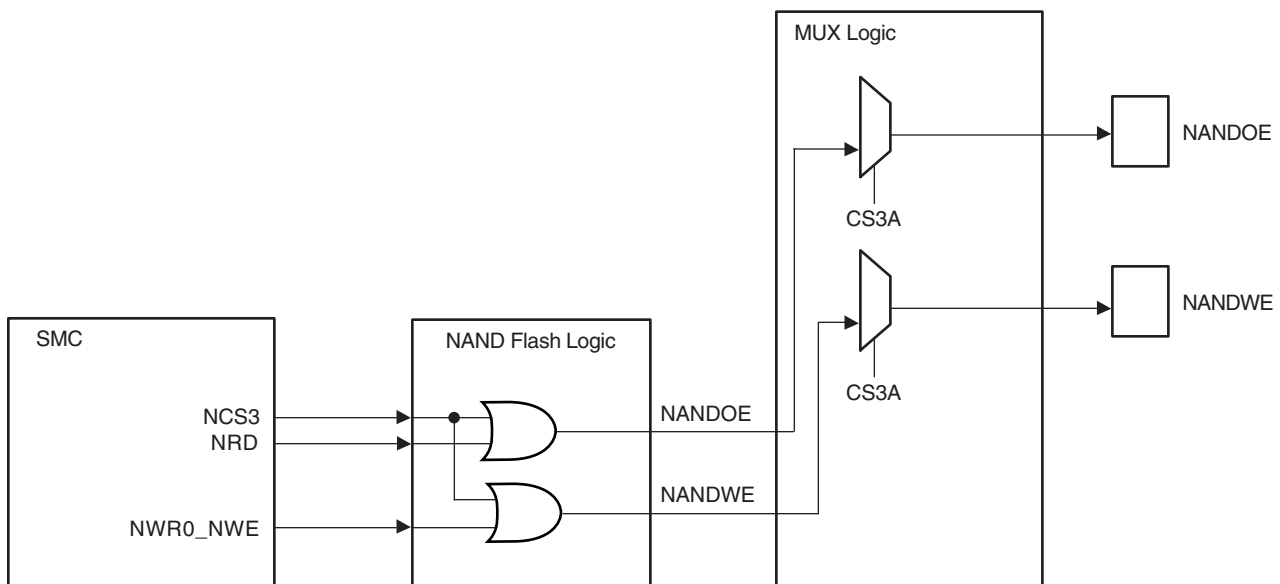 MUX Logic
NANDOE
CS3A
NANDWE
CS3A
SMC
NAND Flash Logic
NCS3
NRD
NWR0_NWE
NANDOE
NANDWE